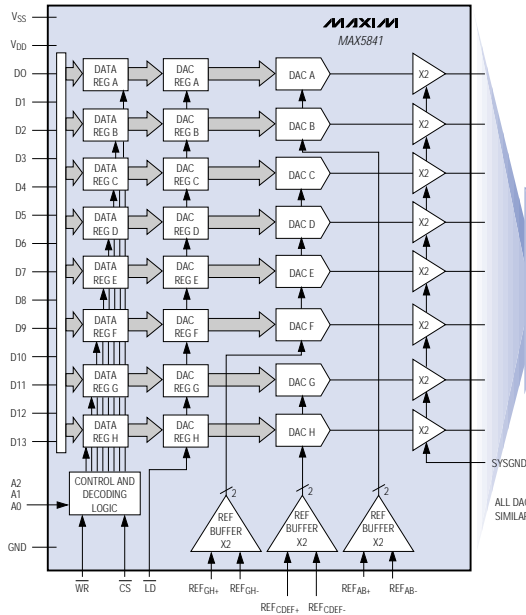 MAXIM
MAX5841
VSS
VDD
DO
D1
D2
D3
D4
D5
D6
D7
D8
D9
D10
D11
D12
D13
A2
A1
A0
GND
DATA
REG A
DAC
REG A
DAC A
X2
DATA
REG B
DAC
REG B
DAC B
X2
DATA
REG C
DAC
REG C
DAC C
X2
DATA
REG D
DAC
REG D
DAC D
X2
DATA
REG E
DAC
REG E
DAC E
X2
DATA
REG F
DAC
REG F
DAC F
X2
DATA
REG G
DAC
REG G
DAC G
X2
DATA
REG H
DAC
REG H
DAC H
X2
SYSGND
CONTROL AND
DECODING
LOGIC
2
2
2
REF
BUFFER
X2
REF
BUFFER
X2
REF
BUFFER
X2
ALL DAC
SIMILAR
WR
CS
LD
REFGH+
REFGH-
REFCDEF+
REFCDEF-
REFAB+
REFAB-